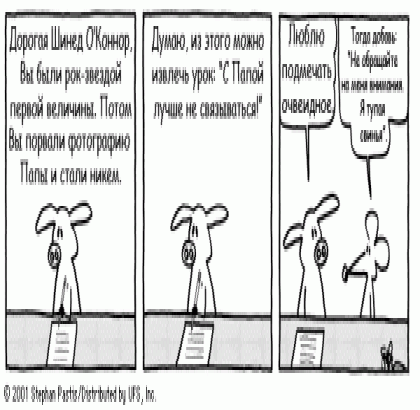 Дорогая Шинед О'Коннор,
Вы были рок-звездой
первой величины. Потом
Вы порвали фотографию
Папы и стали никем.
Думаю, из этого можно
извлечь урок: "С Папой
лучше не связываться!"
Люблю
подмечать
очвеидное.
Тогда добавь:
"Не обращайте
на меня внимания.
Я тупая
свинья".
© 2001 Stephan Pastis/Distributed by UFS, Inc.